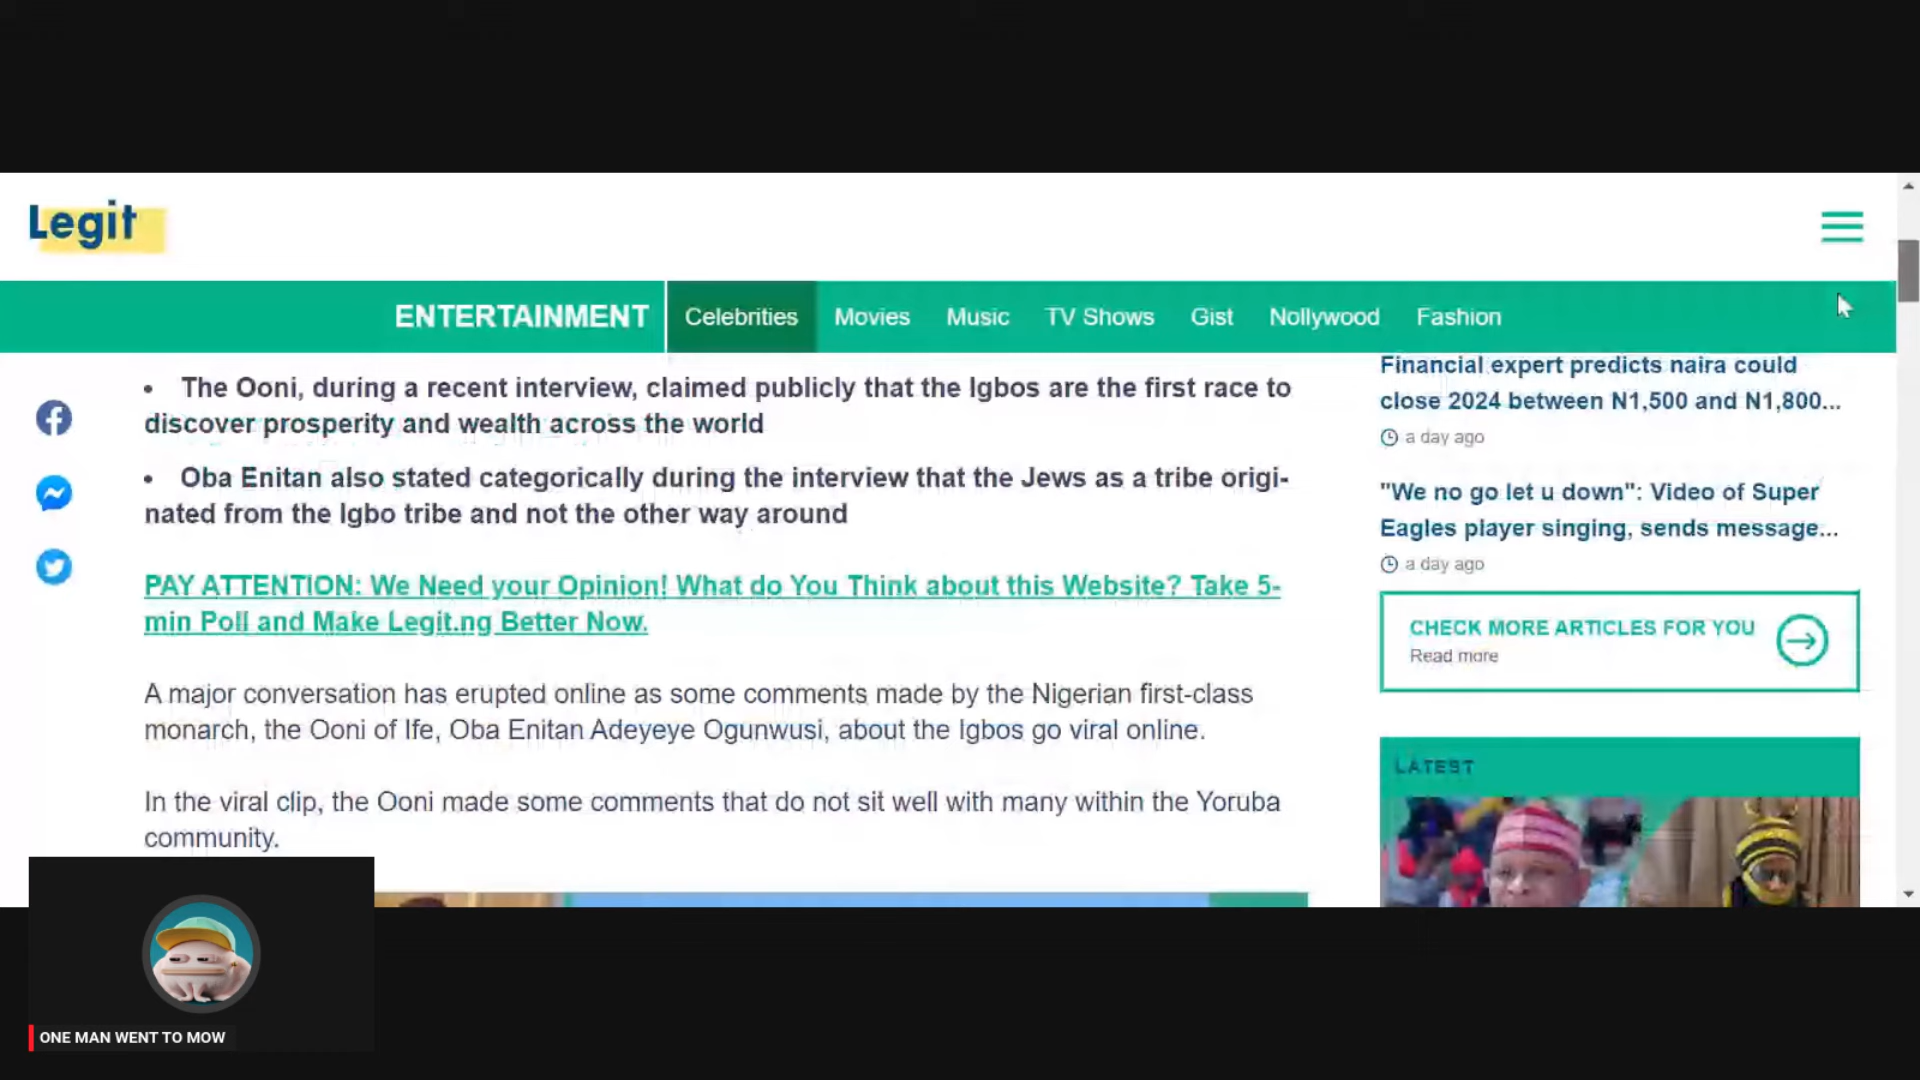 Legit
ENTERTAINMENT
Celebrities
Movies
Music
TV Shows
Gist
Nollywood
Fashion
• The Ooni, during a recent interview, claimed publicly that the Igbos are the first race to
discover prosperity and wealth across the world
• Oba Enitan also stated categorically during the interview that the Jews as a tribe origi-
nated from the Igbo tribe and not the other way around
PAY ATTENTION: We Need your Opinion! What do You Think about this Website? Take 5-
min Poll and Make Legit.ng Better Now.
A major conversation has erupted online as some comments made by the Nigerian first-class
monarch, the Ooni of Ife, Oba Enitan Adeyeye Ogunwusi, about the Igbos go viral online.
In the viral clip, the Ooni made some comments that do not sit well with many within the Yoruba
community.
Financial expert predicts naira could
close 2024 between N1,500 and N1,800...
a day ago
"We no go let u down": Video of Super
Eagles player singing, sends message...
a day ago
CHECK MORE ARTICLES FOR YOU
Read more
LATEST
ONE MAN WENT TO MOW